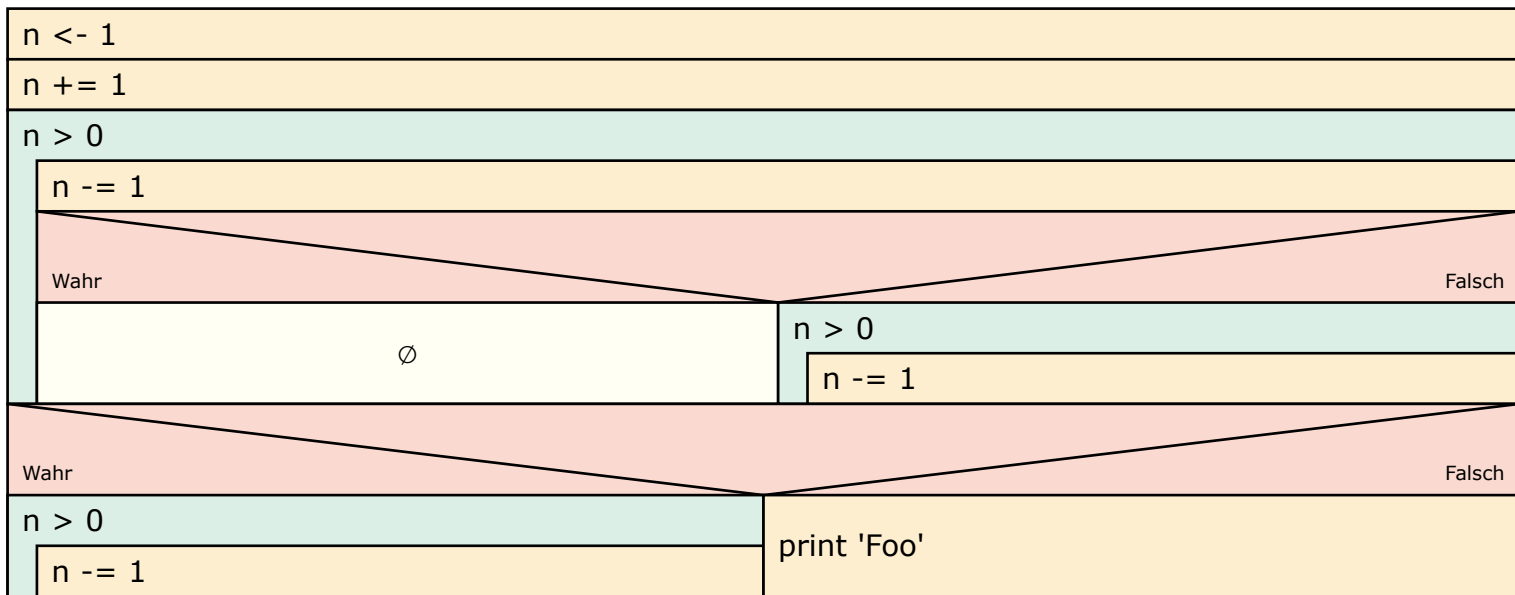 n <- 1
n += 1
n > 0
n -= 1
Wahr
Falsch
∅
n > 0
n -= 1
Wahr
Falsch
n > 0
n -= 1
print 'Foo'